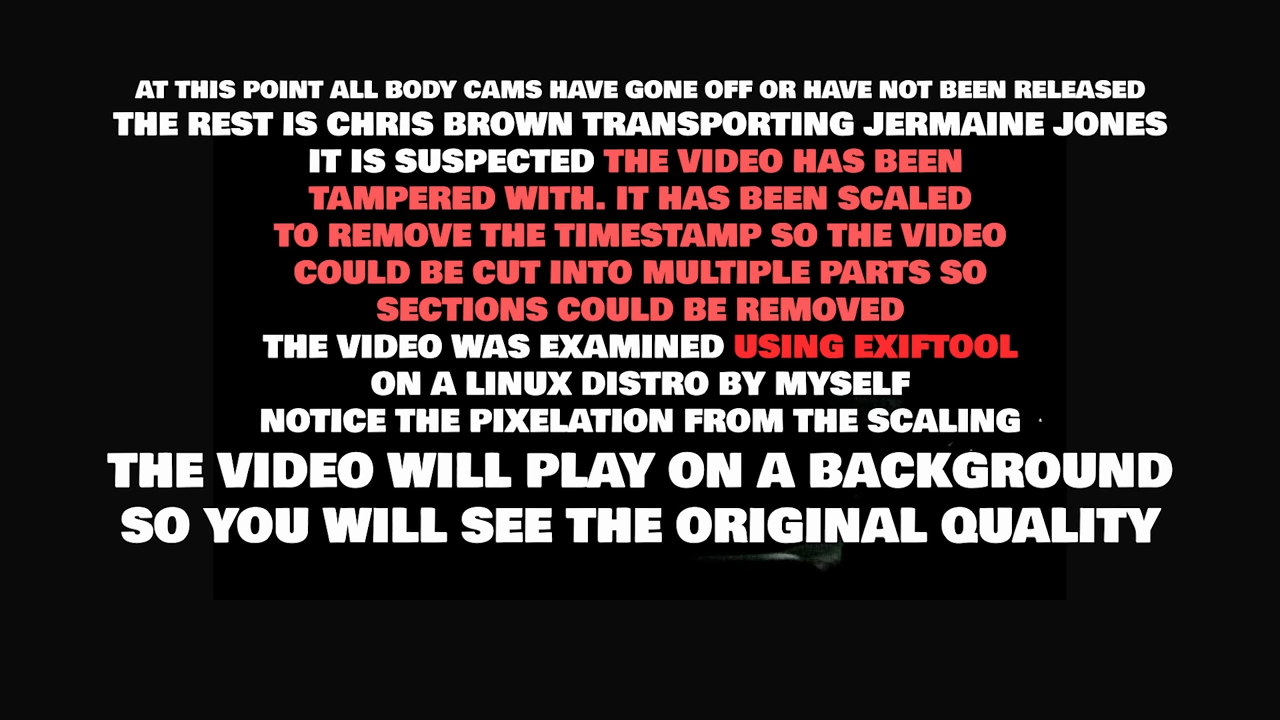 AT THIS POINT ALL BODY CAMS HAVE GONE OFF OR HAVE NOT BEEN RELEASED
THE REST IS CHRIS BROWN TRANSPORTING JERMAINE JONES
IT IS SUSPECTED THE VIDEO HAS BEEN
TAMPERED WITH. IT HAS BEEN SCALED
TO REMOVE THE TIMESTAMP SO THE VIDEO
COULD BE CUT INTO MULTIPLE PARTS SO
SECTIONS COULD BE REMOVED
THE VIDEO WAS EXAMINED USING EXIFTOOL
ON A LINUX DISTRO BY MYSELF
NOTICE THE PIXELATION FROM THE SCALING
THE VIDEO WILL PLAY ON A BACKGROUND
SO YOU WILL SEE THE ORIGINAL QUALITY